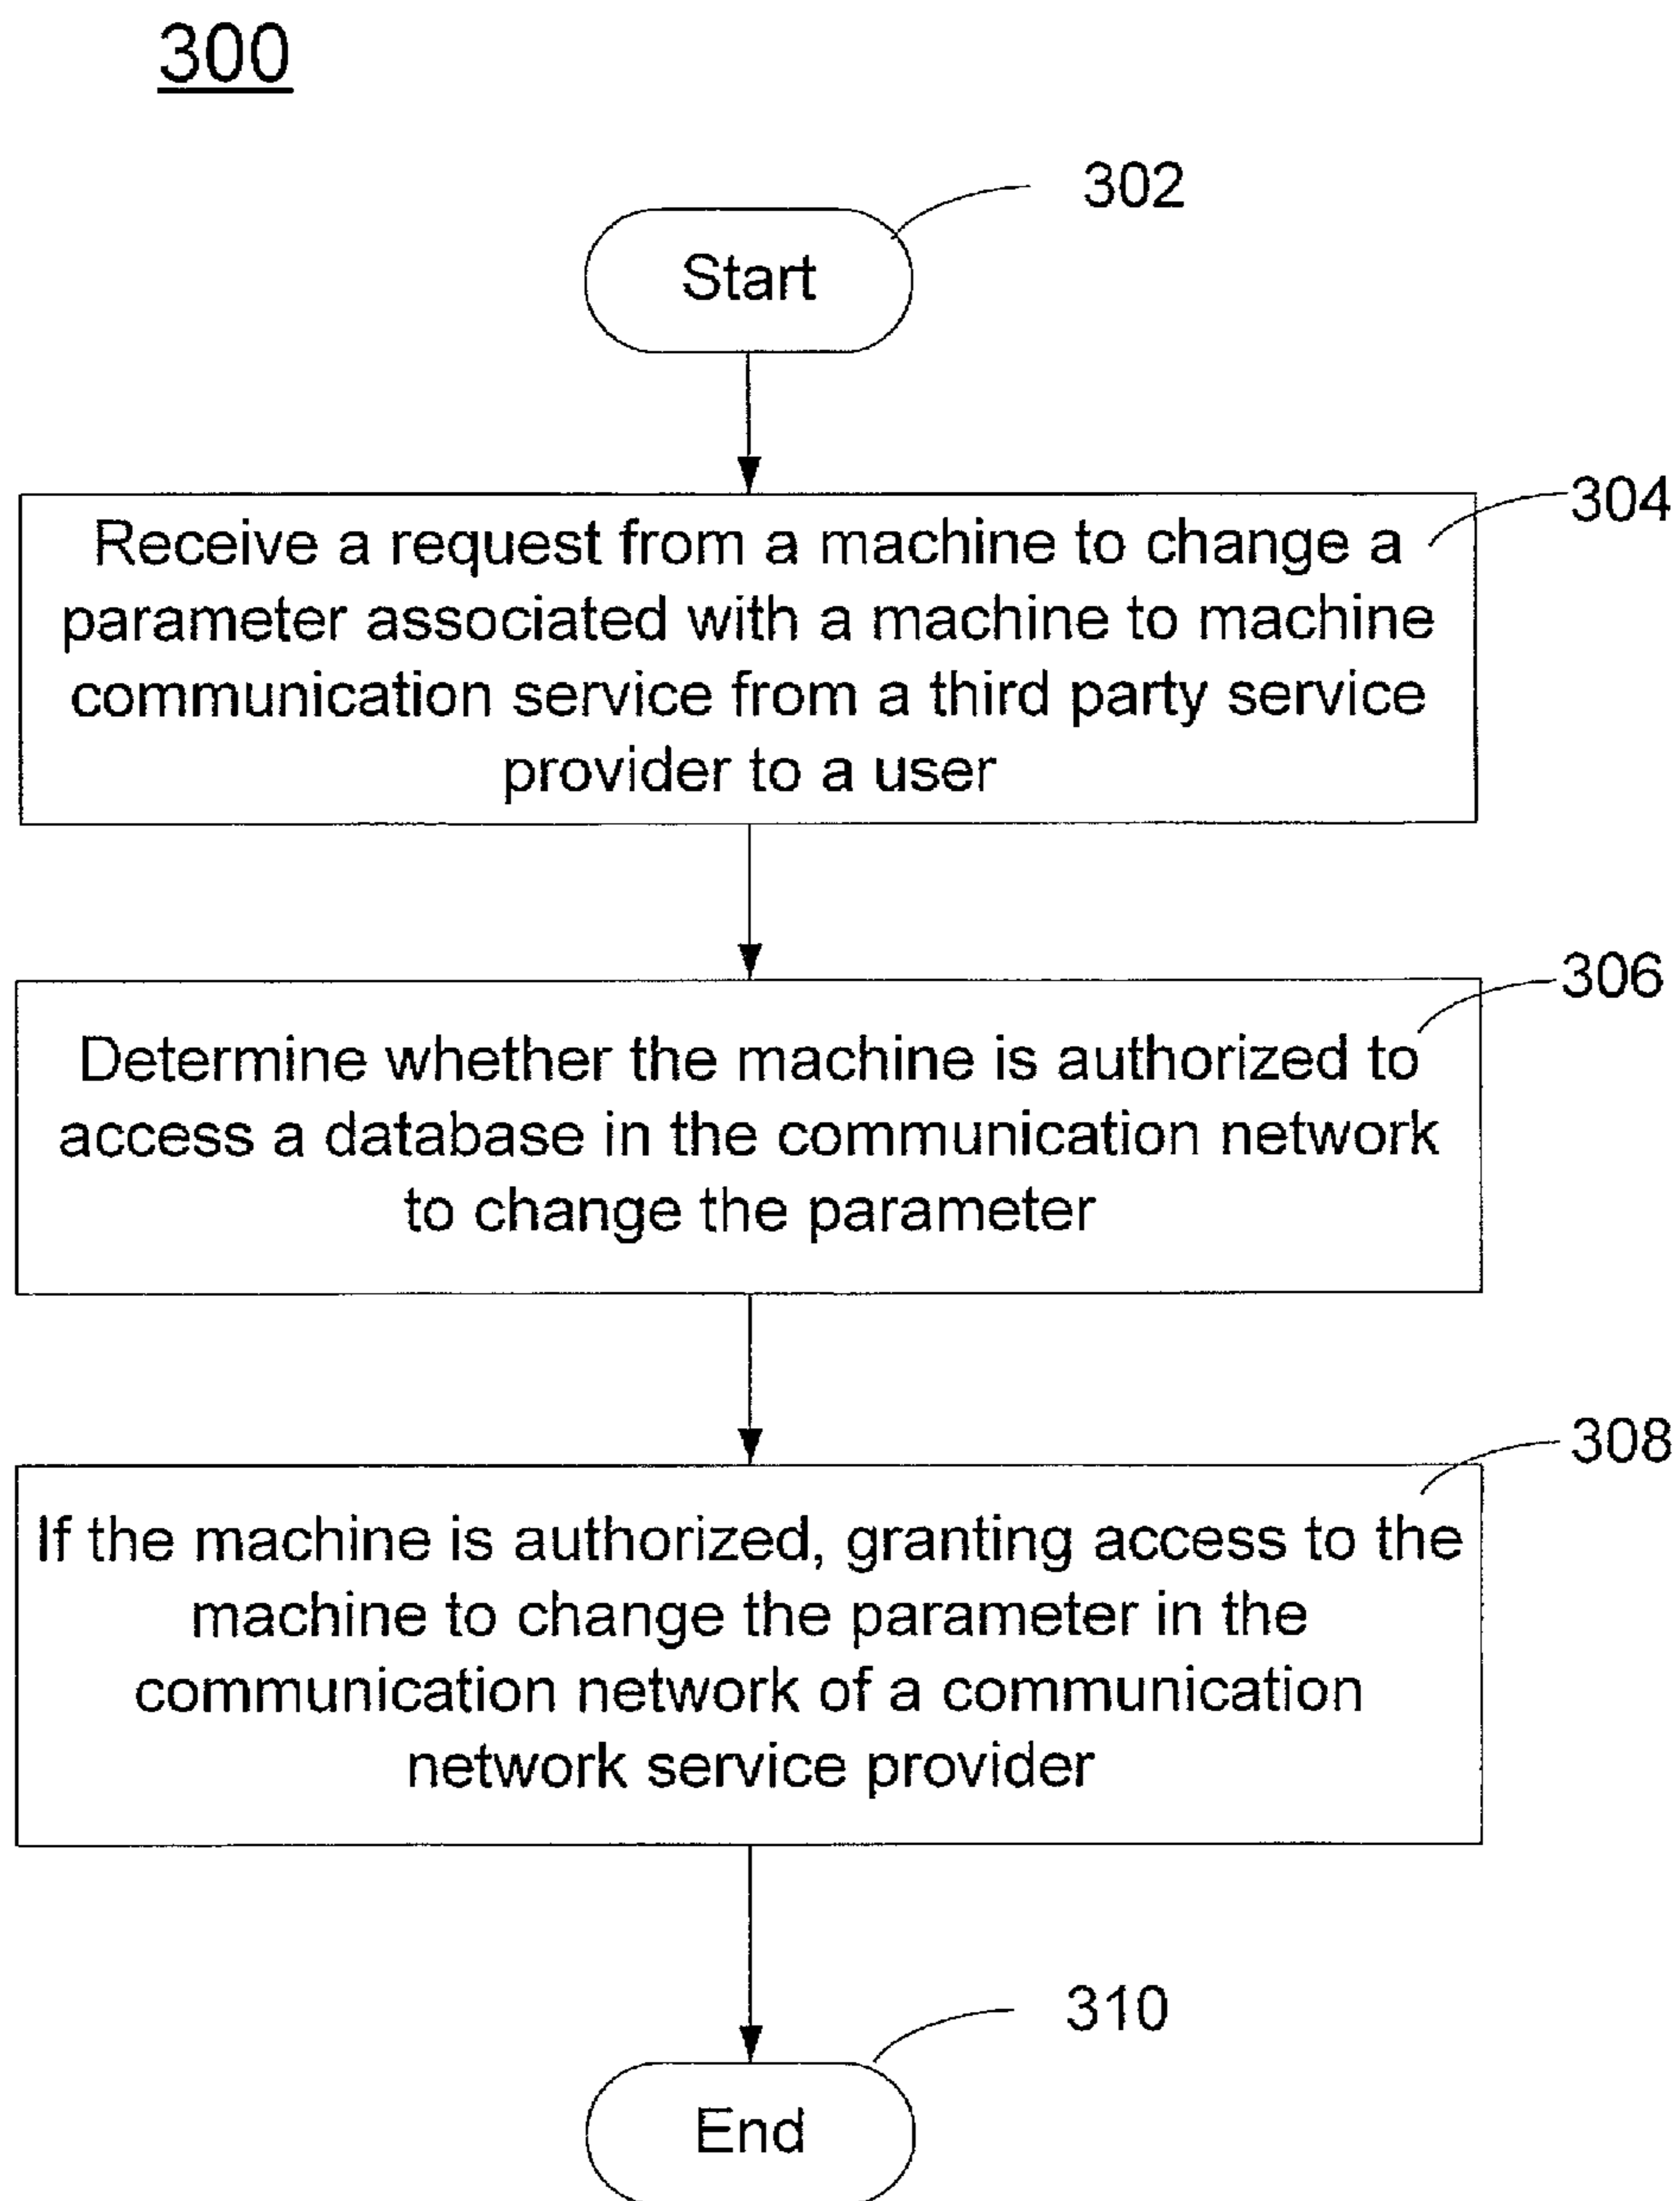 300
302
Start
304
Receive a request from a machine to change a
parameter associated with a machine to machine
communication service from a third party service
provider to a user
306
Determine whether the machine is authorized to
access a database in the communication network
to change the parameter
308
If the machine is authorized, granting access to the
machine to change the parameter in the
communication network of a communication
network service provider
310
End